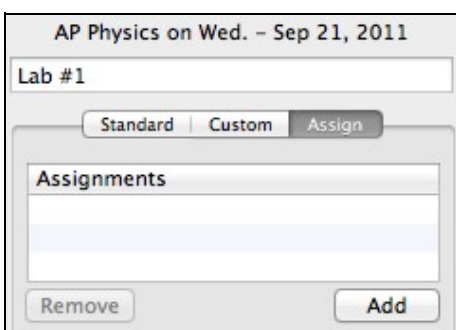 AP Physics on Wed. – Sep 21, 2011
Lab #1
Standard Custom Assign
Assignments
Remove Add